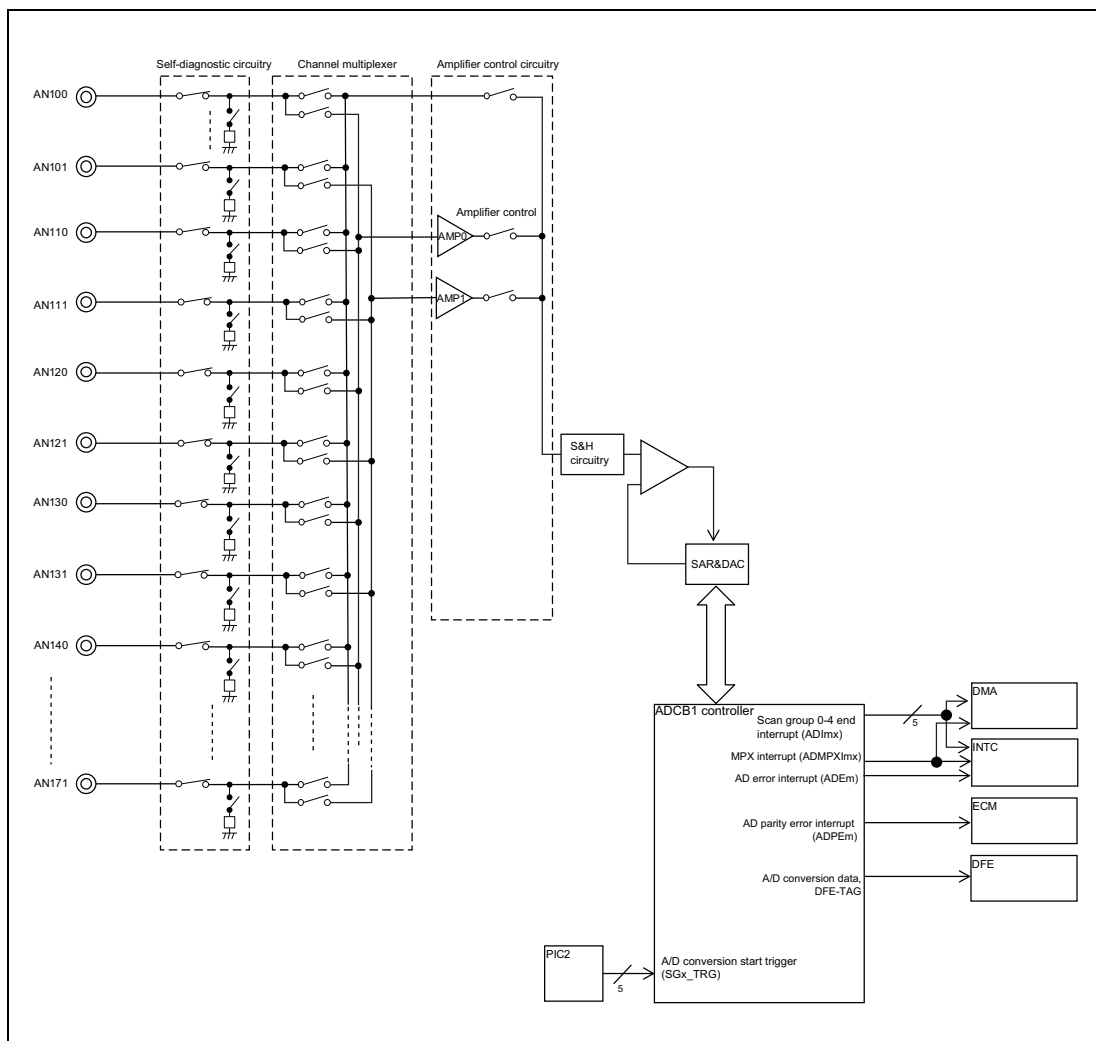 Self-diagnostic circuitry
Channel multiplexer
Amplifier control circuitry
AN100
AN101
AN110
Amplifier control
AMP0
AN111
AMP1
AN120
AN121
S&H
circuitry
AN130
SAR&DAC
AN131
AN140
ADCB1 controller
Scan group 0-4 end
interrupt (ADImx)
5
DMA
MPX interrupt (ADMPXImx)
INTC
AD error interrupt (ADEm)
AN171
AD parity error interrupt
(ADPEm)
ECM
A/D conversion data,
DFE-TAG
DFE
PIC2
5
A/D conversion start trigger
(SGx_TRG)